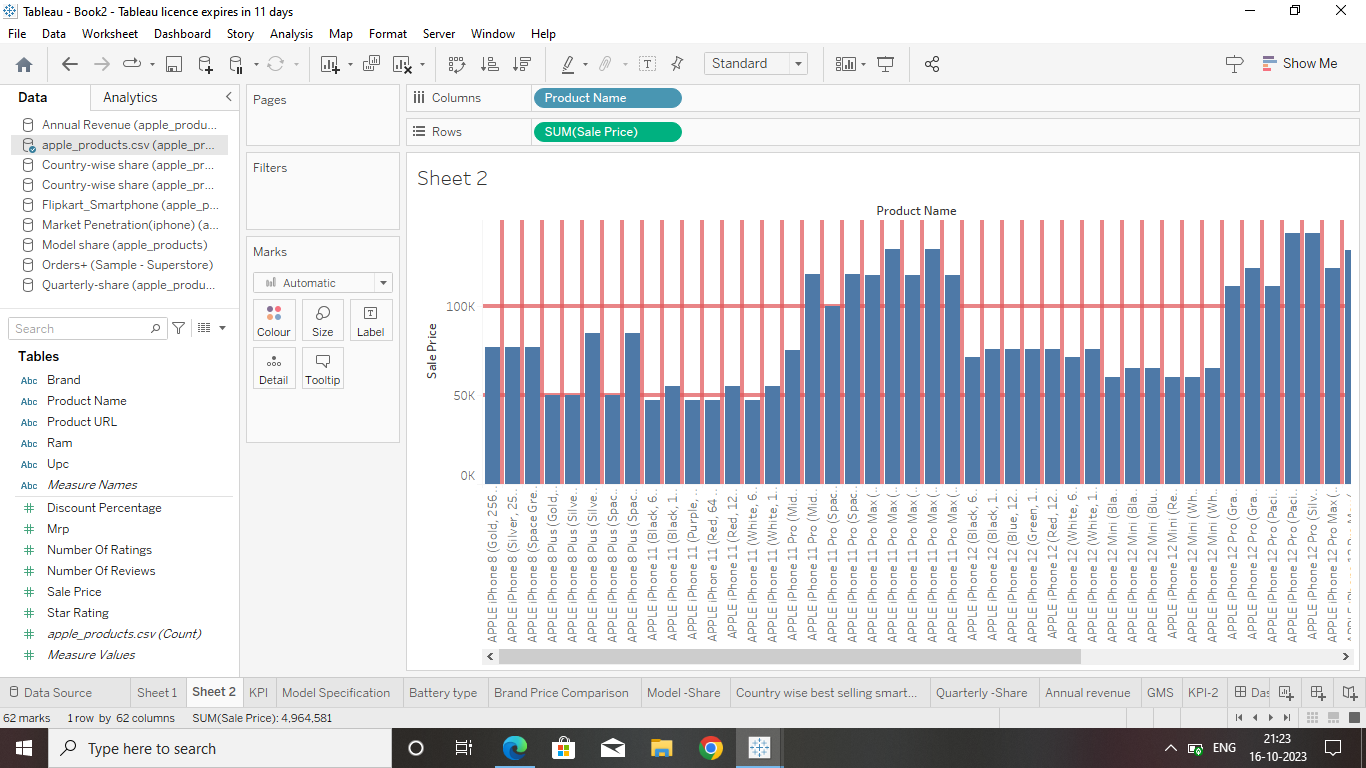 Tableau - Book2 - Tableau licence expires in 11 days
File Data Worksheet Dashboard Story Analysis Map Format Server Window Help
Standard
Show Me
Data Analytics
Annual Revenue (apple_produ...
apple_products.csv (apple_pr...
Country-wise share (apple_pr...
Country-wise share (apple_pr...
Flipkart_Smartphone (apple_p...
Market Penetration(iphone) (a...
Model share (apple_products)
Orders+ (Sample - Superstore)
Quarterly-share (apple_produ...
Search
Tables
Abc Brand
Abc Product Name
Abc Product URL
Abc Ram
Abc Upc
Abc Measure Names
Discount Percentage
Mrp
Number Of Ratings
Number Of Reviews
Sale Price
Star Rating
apple_products.csv (Count)
Measure Values
Pages
Filters
Marks
Automatic
Colour Size Label
Detail Tooltip
Columns Product Name
Rows SUM(Sale Price)
Sheet 2
Product Name
Sale Price
100K
50K
0K
APPLE iPhone 8 (Gold, 256..
APPLE iPhone 8 (Silver, 25..
APPLE iPhone 8 (Space Gre..
APPLE iPhone 8 Plus (Gold,..
APPLE iPhone 8 Plus (Silve..
APPLE iPhone 8 Plus (Silve..
APPLE iPhone 8 Plus (Spac..
APPLE iPhone 8 Plus (Spac..
APPLE iPhone 11 (Black, 6..
APPLE iPhone 11 (Black, 1..
APPLE iPhone 11 (Purple, ..
APPLE iPhone 11 (Red, 64 ..
APPLE iPhone 11 (Red, 12..
APPLE iPhone 11 (White, 6..
APPLE iPhone 11 (White, 1..
APPLE iPhone 11 Pro (Mid..
APPLE iPhone 11 Pro (Mid..
APPLE iPhone 11 Pro (Spac..
APPLE iPhone 11 Pro (Spac..
APPLE iPhone 11 Pro Max (..
APPLE iPhone 11 Pro Max (..
APPLE iPhone 11 Pro Max (..
APPLE iPhone 11 Pro Max (..
APPLE iPhone 11 Pro Max (..
APPLE iPhone 12 (Black, 6..
APPLE iPhone 12 (Black, 1..
APPLE iPhone 12 (Blue, 12..
APPLE iPhone 12 (Green, 1..
APPLE iPhone 12 (Red, 12..
APPLE iPhone 12 (White, 6..
APPLE iPhone 12 (White, 1..
APPLE iPhone 12 Mini (Bla..
APPLE iPhone 12 Mini (Bla..
APPLE iPhone 12 Mini (Blu..
APPLE iPhone 12 Mini (Re..
APPLE iPhone 12 Mini (Wh..
APPLE iPhone 12 Mini (Wh..
APPLE iPhone 12 Pro (Gra..
APPLE iPhone 12 Pro (Gra..
APPLE iPhone 12 Pro (Paci..
APPLE iPhone 12 Pro (Paci..
APPLE iPhone 12 Pro (Silv..
APPLE iPhone 12 Pro Max (..
Data Source Sheet 1 Sheet 2 KPI Model Specification Battery type Brand Price Comparison Model -Share Country wise best selling smart... Quarterly -Share Annual revenue GMS KPI-2 Das
62 marks 1 row by 62 columns SUM(Sale Price): 4,964,581
Type here to search
ENG
21:23
16-10-2023